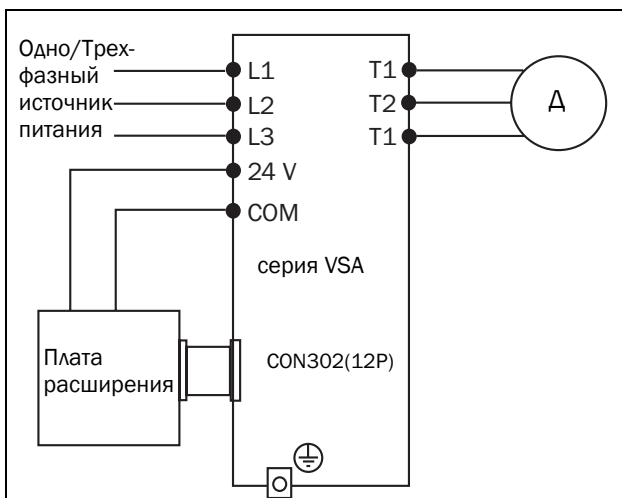 Одно/Трех-
фазный
источник
питания
L1
L2
L3
24 V
COM
T1
T2
T1
Д
серия VSA
Плата
расширения
CON302(12P)